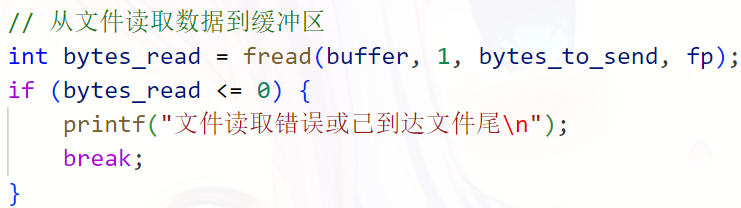 // 从文件读取数据到缓冲区
int bytes_read = fread(buffer, 1, bytes_to_send, fp);
if (bytes_read <= 0) {
    printf("文件读取错误或已到达文件尾\n");
    break;
}